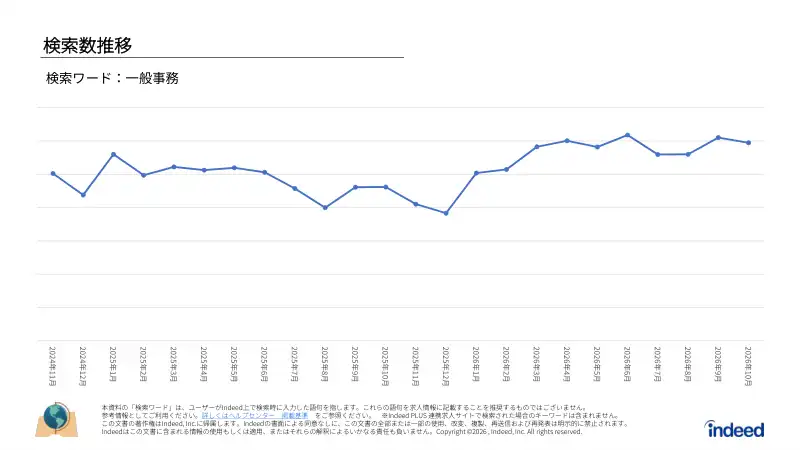 検索数推移
検索ワード：一般事務
2024年11月
2024年12月
2025年1月
2025年2月
2025年3月
2025年4月
2025年5月
2025年6月
2025年7月
2025年8月
2025年9月
2025年10月
2025年11月
2025年12月
2026年1月
2026年2月
2026年3月
2026年4月
2026年5月
2026年6月
2026年7月
2026年8月
2026年9月
2026年10月
本資料の「検索ワード」は、ユーザーがIndeed上で検索時に入力した語句を指します。これらの語句を求人情報に記載することを推奨するものではございません。
参考情報としてご利用ください。詳しくはヘルプセンター　掲載基準　をご参照ください。　※Indeed PLUS 連携求人サイトで検索された場合のキーワードは含まれません。
この文書の著作権はIndeed, Inc.に帰属します。Indeedの書面による同意なしに、この文書の全部または一部の使用、改変、複製、再送信および再発表は明示的に禁止されます。
Indeedはこの文書に含まれる情報の使用もしくは適用、またはそれらの解釈によるいかなる責任も負いません。Copyright ©2026 , Indeed, Inc. All rights reserved.
indeed